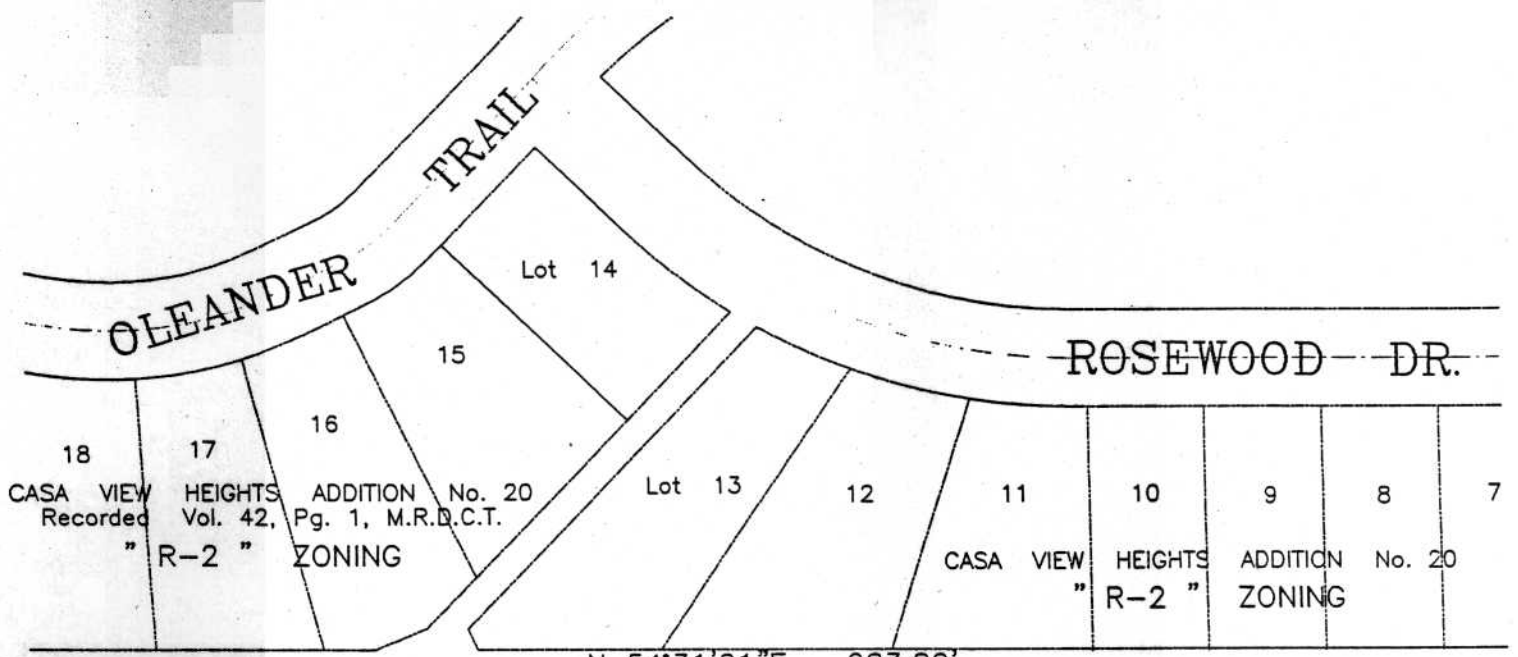 OLEANDER TRAIL
ROSEWOOD DR.
Lot 14
15
16
17
18
CASA VIEW HEIGHTS ADDITION No. 20
Recorded Vol. 42, Pg. 1, M.R.D.C.T.
" R-2 " ZONING
Lot 13
12
11
10
9
8
7
CASA VIEW HEIGHTS ADDITION No. 20
" R-2 " ZONING